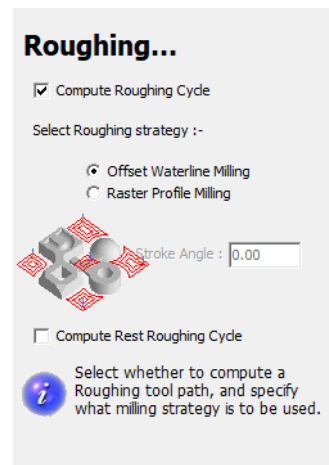 Roughing...
Compute Roughing Cycle
Select Roughing strategy :-
Offset Waterline Milling
Raster Profile Milling
Stroke Angle : 0.00
Compute Rest Roughing Cycle
Select whether to compute a
Roughing tool path, and specify
what milling strategy is to be used.